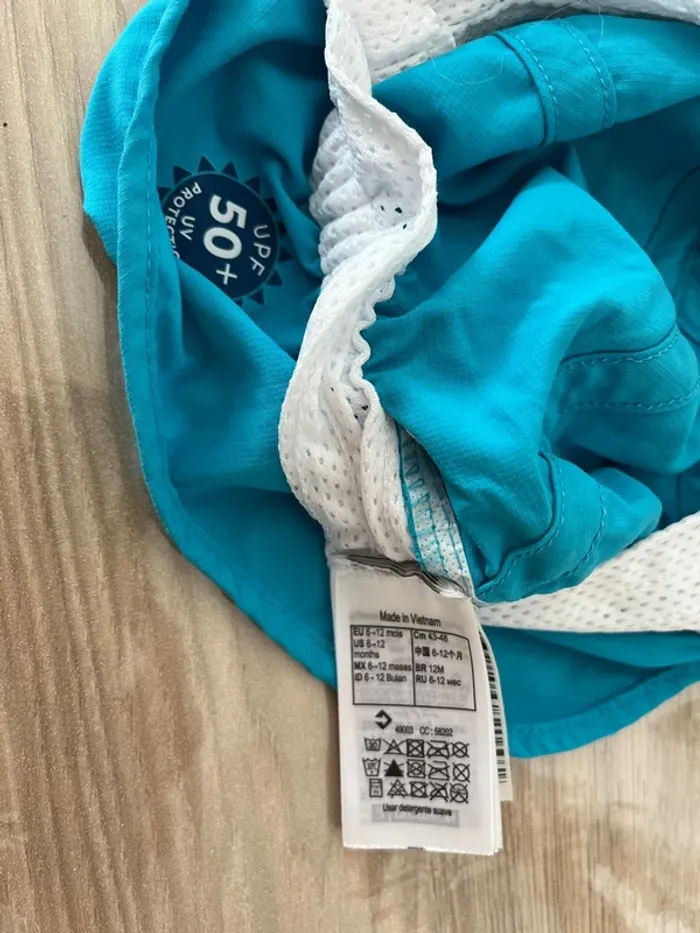 UPF
50+
UV
PROTECTIO
Made in Vietnam
EU 6→12 mois Cm 43-46
US 6→12 中国 6-12个月
months
MX 6→12 meses BR 12M
ID 6 - 12 Bulan RU 6-12 мес
49003 CC: 56202
Usar detergente suave